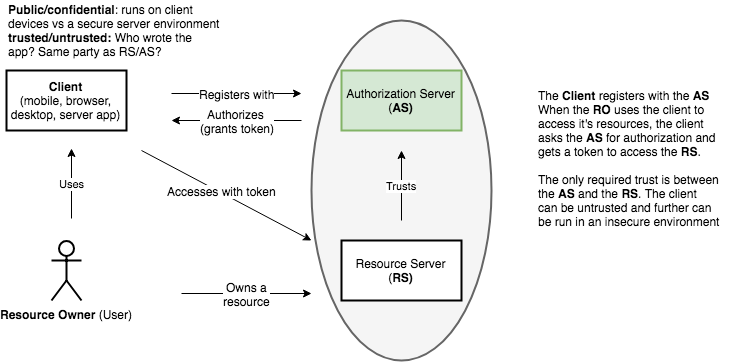 Public/confidential: runs on client
devices vs a secure server environment
trusted/untrusted: Who wrote the
app? Same party as RS/AS?
Client
(mobile, browser,
desktop, server app)
Registers with
Authorizes
(grants token)
Authorization Server
(AS)
The Client registers with the AS
When the RO uses the client to
access it's resources, the client
asks the AS for authorization and
gets a token to access the RS.
The only required trust is between
the AS and the RS. The client
can be untrusted and further can
be run in an insecure environment
Uses
Accesses with token
Trusts
Resource Server
(RS)
Owns a
resource
Resource Owner (User)